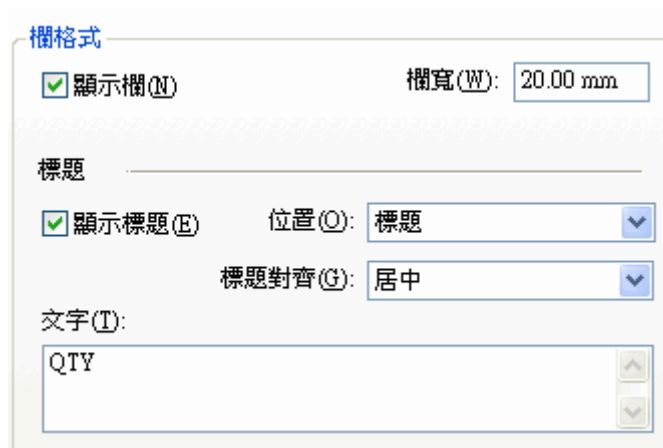 欄格式
顯示欄(N) 欄寬(W): 20.00 mm
標題
顯示標題(E) 位置(O): 標題
標題對齊(G): 居中
文字(T):
QTY